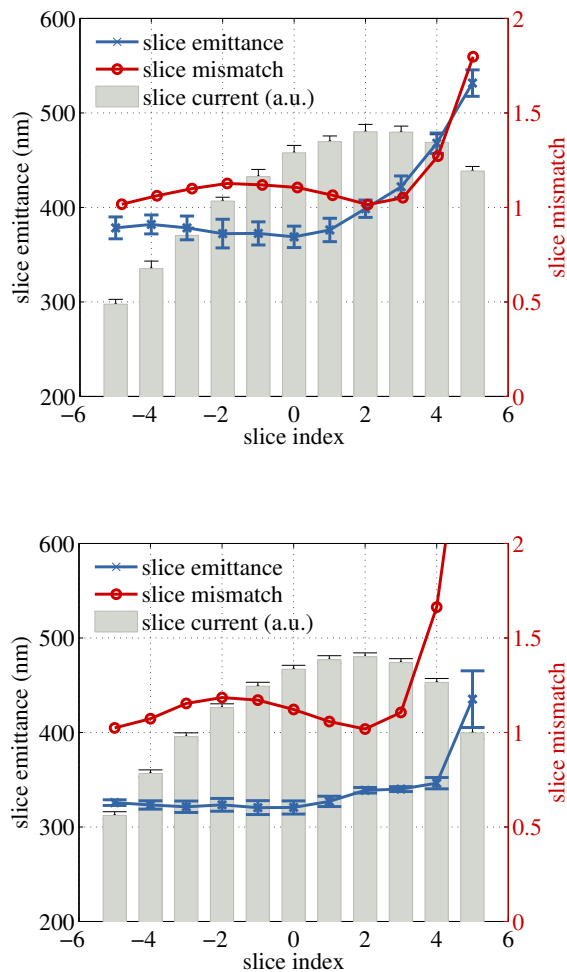 600
2
slice emittance
slice mismatch
slice current (a.u.)
500
1.5
400
1
300
0.5
200
0
slice emittance (nm)
slice mismatch
−6
−4
−2
0
2
4
6
slice index
600
2
slice emittance
slice mismatch
slice current (a.u.)
500
1.5
400
1
300
0.5
200
0
slice emittance (nm)
slice mismatch
−6
−4
−2
0
2
4
6
slice index